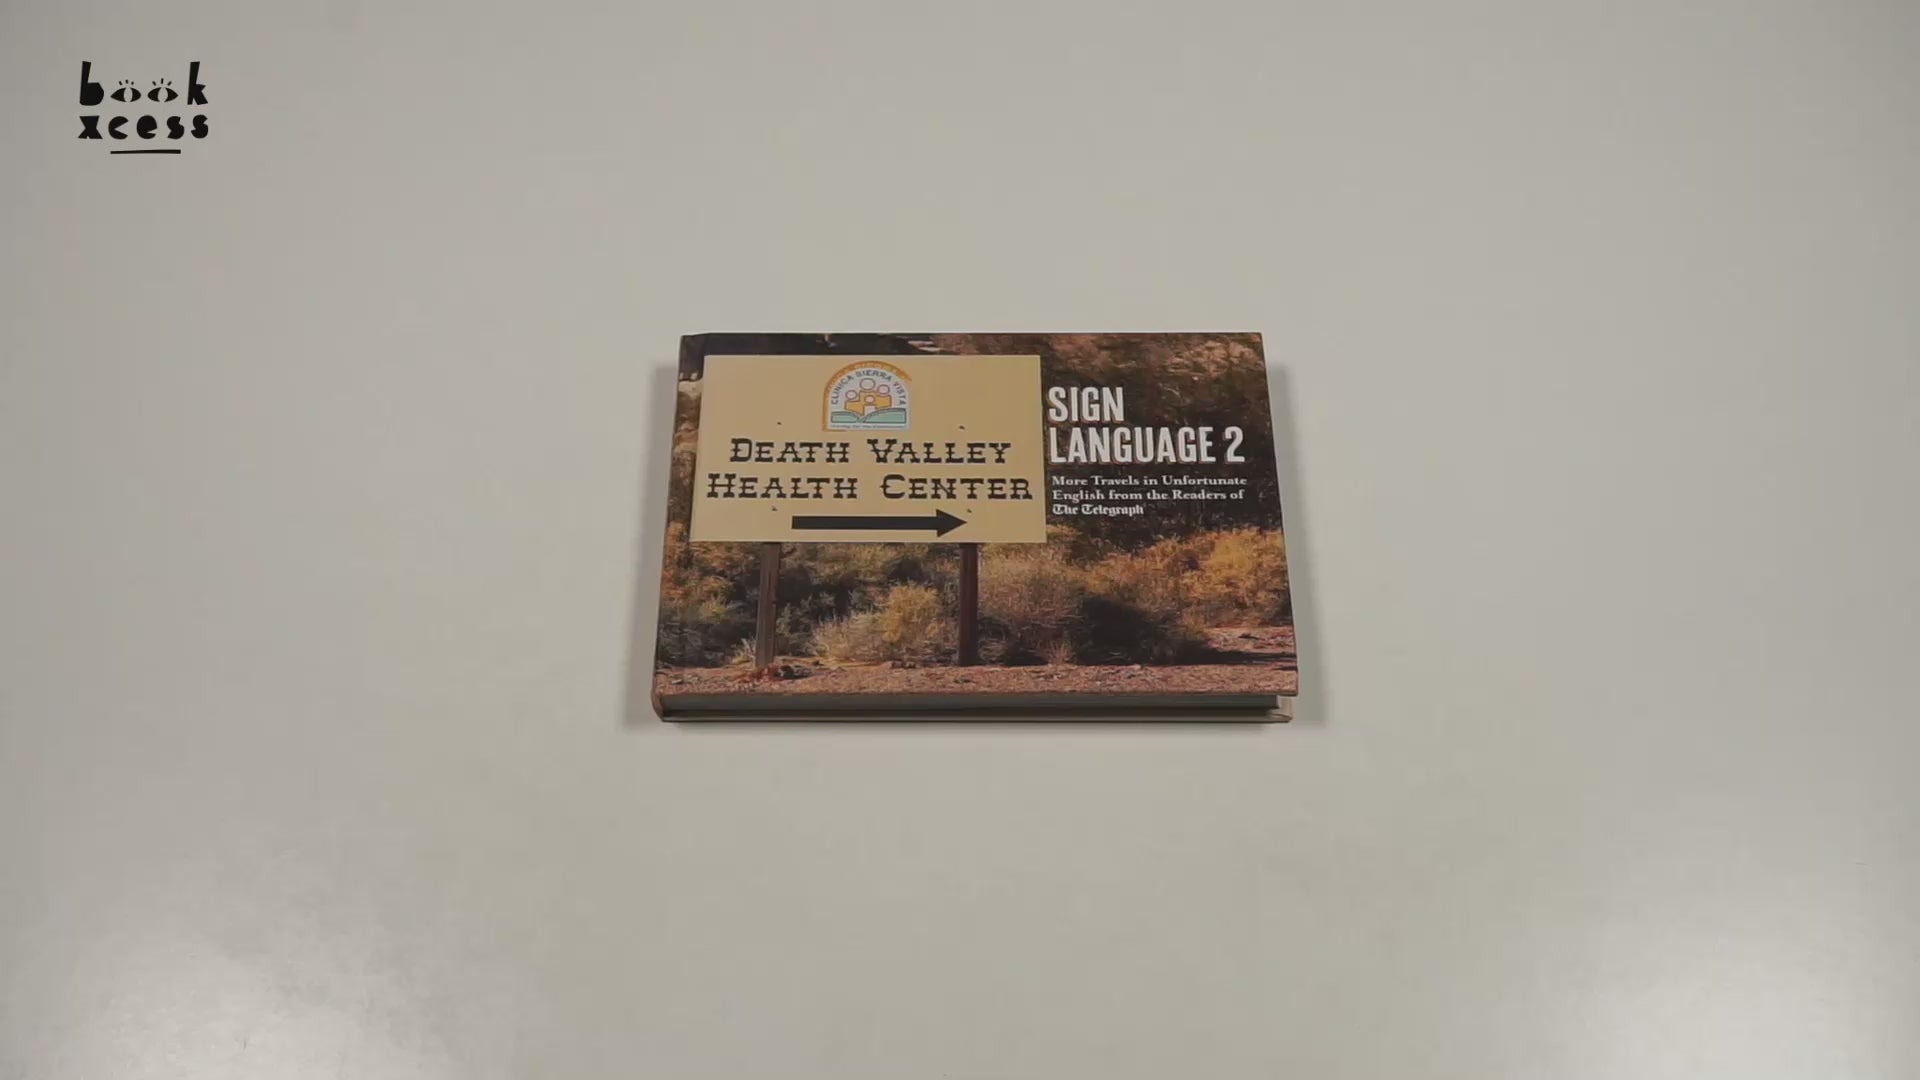 book
xcess
CLINICA SIERRA VISTA
DEATH VALLEY
HEALTH CENTER
SIGN
LANGUAGE 2
More Travels in Unfortunate
English from the Readers of
The Telegraph